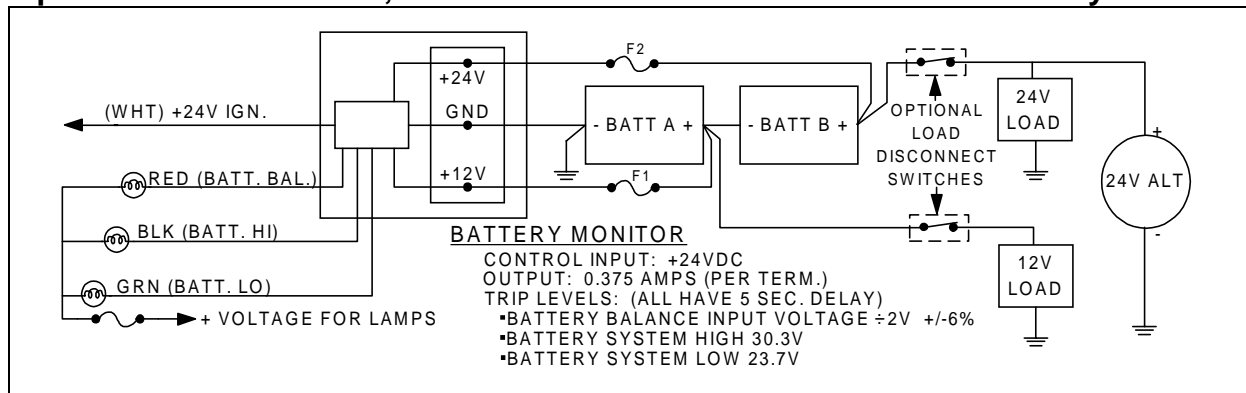 F2
+24V
(WHT) +24V IGN.
GND
- BATT A +
- BATT B +
OPTIONAL
LOAD
DISCONNECT
SWITCHES
24V
LOAD
+
24V ALT
-
+12V
F1
RED (BATT. BAL.)
BLK (BATT. HI)
GRN (BATT. LO)
+ VOLTAGE FOR LAMPS
BATTERY MONITOR
CONTROL INPUT: +24VDC
OUTPUT: 0.375 AMPS (PER TERM.)
TRIP LEVELS: (ALL HAVE 5 SEC. DELAY)
▪BATTERY BALANCE INPUT VOLTAGE ÷2V +/-6%
▪BATTERY SYSTEM HIGH 30.3V
▪BATTERY SYSTEM LOW 23.7V
12V
LOAD